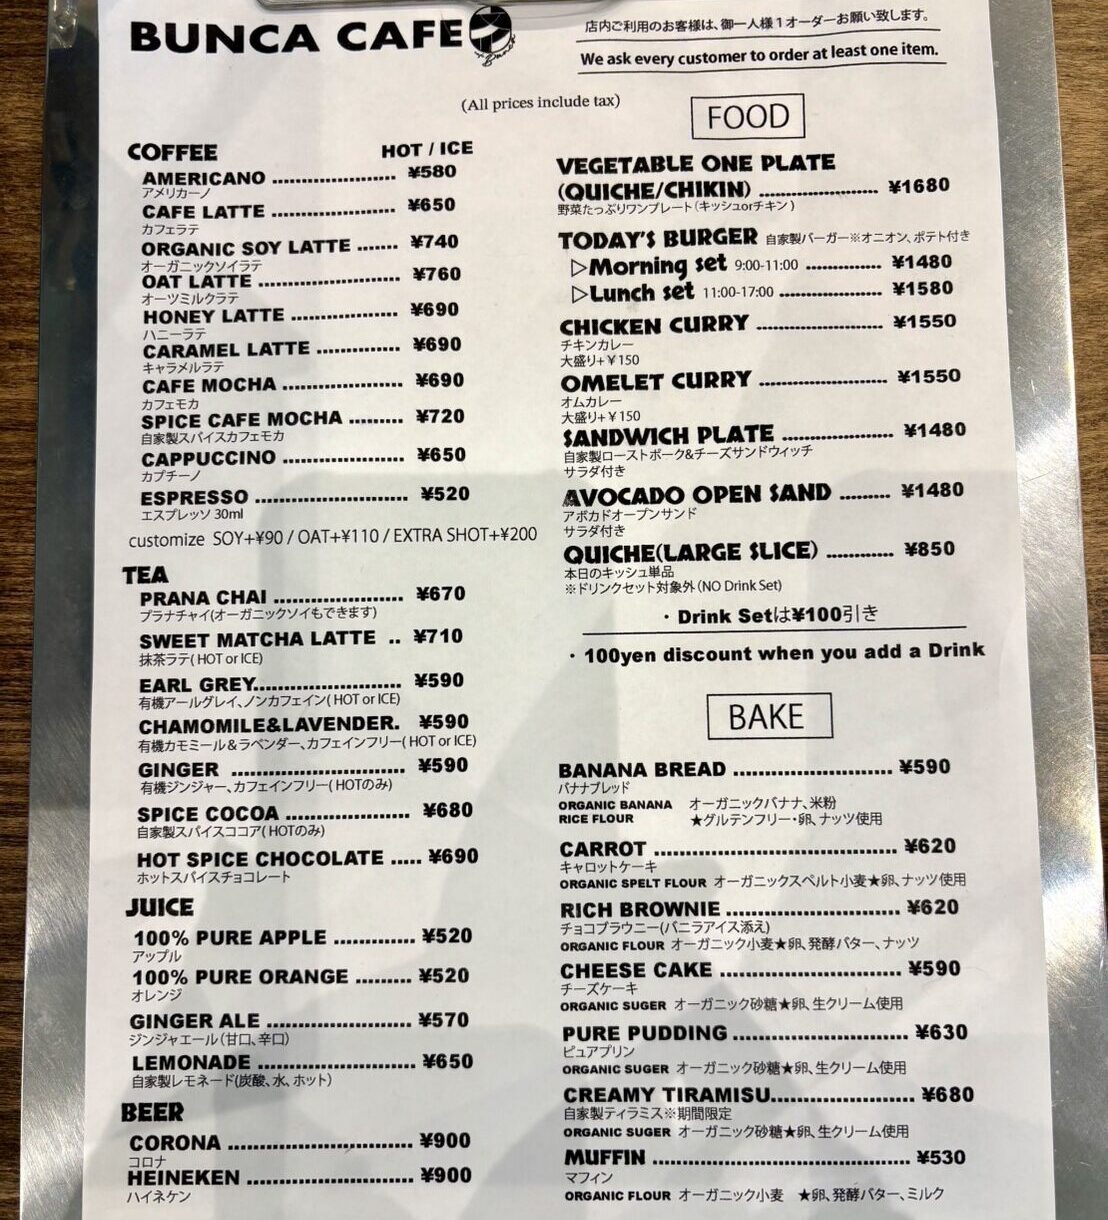 BUNCA CAFE
店内ご利用のお客様は、御一人様1オーダーお願い致します。
We ask every customer to order at least one item.
(All prices include tax)
COFFEE HOT / ICE
AMERICANO ........................ ¥580
アメリカーノ
CAFE LATTE ........................ ¥650
カフェラテ
ORGANIC SOY LATTE ....... ¥740
オーガニックソイラテ
OAT LATTE ........................... ¥760
オーツミルクラテ
HONEY LATTE ..................... ¥690
ハニーラテ
CARAMEL LATTE ................ ¥690
キャラメルラテ
CAFE MOCHA ....................... ¥690
カフェモカ
SPICE CAFE MOCHA ......... ¥720
自家製スパイスカフェモカ
CAPPUCCINO ....................... ¥650
カプチーノ
ESPRESSO ............................ ¥520
エスプレッソ 30ml
customize SOY+¥90 / OAT+¥110 / EXTRA SHOT+¥200
TEA
PRANA CHAI ........................ ¥670
プラナチャイ(オーガニックソイもできます)
SWEET MATCHA LATTE .. ¥710
抹茶ラテ( HOT or ICE)
EARL GREY........................... ¥590
有機アールグレイ、ノンカフェイン( HOT or ICE)
CHAMOMILE&LAVENDER. ¥590
有機カモミール＆ラベンダー、カフェインフリー( HOT or ICE)
GINGER ................................ ¥590
有機ジンジャー、カフェインフリー( HOTのみ)
SPICE COCOA ....................... ¥680
自家製スパイスココア( HOTのみ)
HOT SPICE CHOCOLATE ..... ¥690
ホットスパイスチョコレート
JUICE
100% PURE APPLE .............. ¥520
アップル
100% PURE ORANGE .......... ¥520
オレンジ
GINGER ALE .......................... ¥570
ジンジャエール（甘口、辛口）
LEMONADE ............................ ¥650
自家製レモネード(炭酸、水、ホット）
BEER
CORONA ................................. ¥900
コロナ
HEINEKEN .............................. ¥900
ハイネケン
FOOD
VEGETABLE ONE PLATE
(QUICHE/CHIKIN) ...................... ¥1680
野菜たっぷりワンプレート（キッシュorチキン )
TODAY'S BURGER 自家製バーガー※オニオン、ポテト付き
▷Morning set 9:00-11:00 .............. ¥1480
▷Lunch set 11:00-17:00 ................... ¥1580
CHICKEN CURRY ....................... ¥1550
チキンカレー
大盛り+￥150
OMELET CURRY ........................ ¥1550
オムカレー
大盛り+￥150
SANDWICH PLATE .................... ¥1480
自家製ローストポーク&チーズサンドウィッチ
サラダ付き
AVOCADO OPEN SAND ......... ¥1480
アボカドオープンサンド
サラダ付き
QUICHE(LARGE SLICE) ............ ¥850
本日のキッシュ単品
※ドリンクセット対象外（NO Drink Set)
・Drink Setは¥100引き
・100yen discount when you add a Drink
BAKE
BANANA BREAD .......................... ¥590
バナナブレッド
ORGANIC BANANA オーガニックバナナ、米粉
RICE FLOUR ★グルテンフリー・卵、ナッツ使用
CARROT ........................................ ¥620
キャロットケーキ
ORGANIC SPELT FLOUR オーガニックスペルト小麦★卵、ナッツ使用
RICH BROWNIE ............................. ¥620
チョコブラウニー(バニラアイス添え)
ORGANIC FLOUR オーガニック小麦★卵、発酵バター、ナッツ
CHEESE CAKE .............................. ¥590
チーズケーキ
ORGANIC SUGER オーガニック砂糖★卵、生クリーム使用
PURE PUDDING ............................. ¥630
ピュアプリン
ORGANIC SUGER オーガニック砂糖★卵、生クリーム使用
CREAMY TIRAMISU........................ ¥680
自家製ティラミス※期間限定
ORGANIC SUGER オーガニック砂糖★卵、生クリーム使用
MUFFIN .......................................... ¥530
マフィン
ORGANIC FLOUR オーガニック小麦 ★卵、発酵バター、ミルク